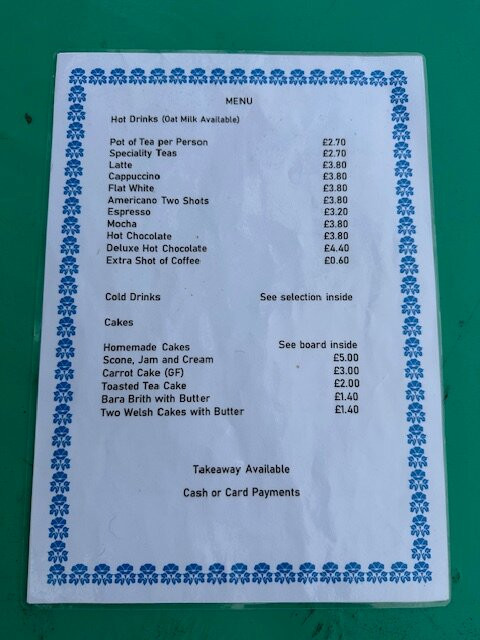 MENU
Hot Drinks (Oat Milk Available)
Pot of Tea per Person £2.70
Speciality Teas £2.70
Latte £3.80
Cappuccino £3.80
Flat White £3.80
Americano Two Shots £3.80
Espresso £3.20
Mocha £3.80
Hot Chocolate £3.80
Deluxe Hot Chocolate £4.40
Extra Shot of Coffee £0.60
Cold Drinks See selection inside
Cakes
Homemade Cakes See board inside
Scone, Jam and Cream £5.00
Carrot Cake (GF) £3.00
Toasted Tea Cake £2.00
Bara Brith with Butter £1.40
Two Welsh Cakes with Butter £1.40
Takeaway Available
Cash or Card Payments